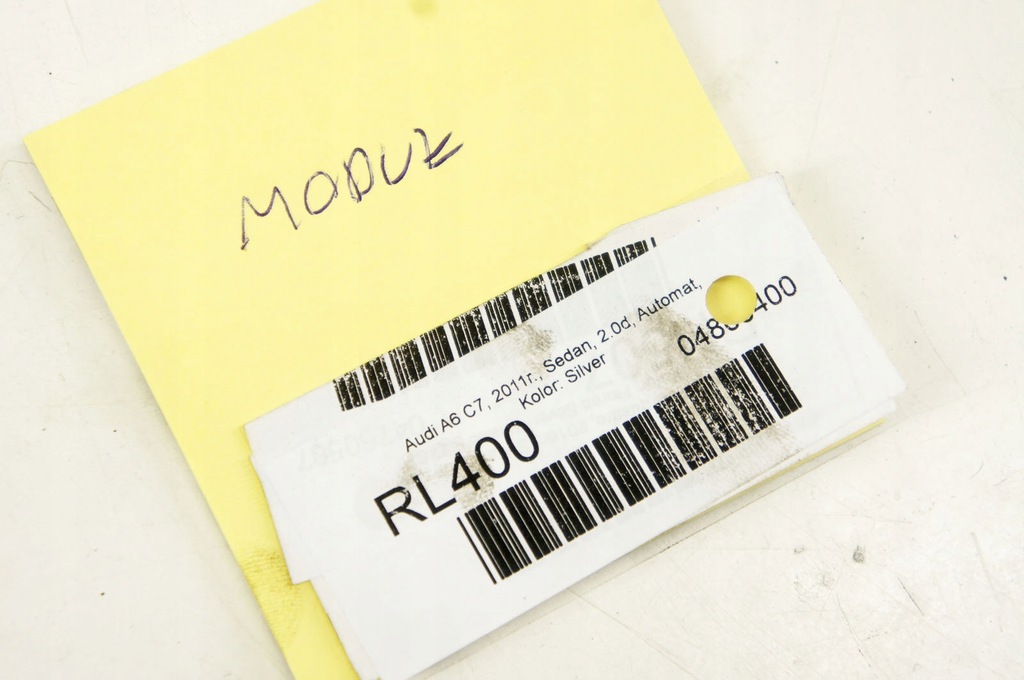 MODUŁ
Audi A6 C7, 2011r., Sedan, 2.0d, Automat,
Kolor: Silver
RL400